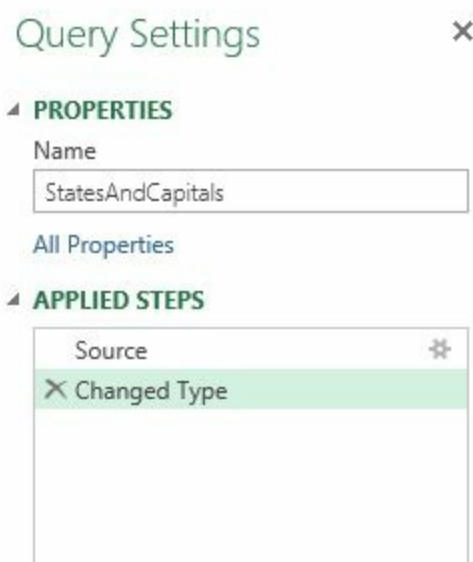 Query Settings
PROPERTIES
Name
StatesAndCapitals
All Properties
APPLIED STEPS
Source
Changed Type